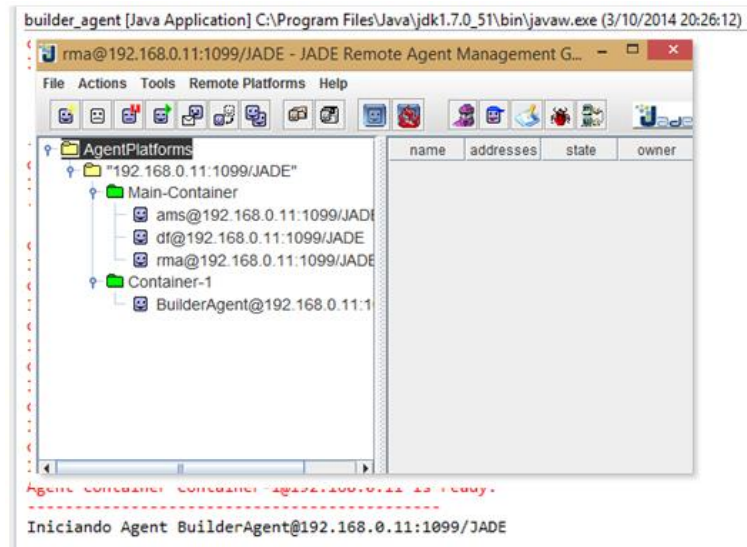 builder_agent [Java Application] C:\Program Files\Java\jdk1.7.0_51\bin\javaw.exe (3/10/2014 20:26:12)
rma@192.168.0.11:1099/JADE - JADE Remote Agent Management G...
File Actions Tools Remote Platforms Help
Jade
AgentPlatforms
name addresses state owner
"192.168.0.11:1099/JADE"
Main-Container
ams@192.168.0.11:1099/JADE
df@192.168.0.11:1099/JADE
rma@192.168.0.11:1099/JADE
Container-1
BuilderAgent@192.168.0.11:1
Agent container Container-1@192.168.0.11 is ready.
--------------------------------------------
Iniciando Agent BuilderAgent@192.168.0.11:1099/JADE